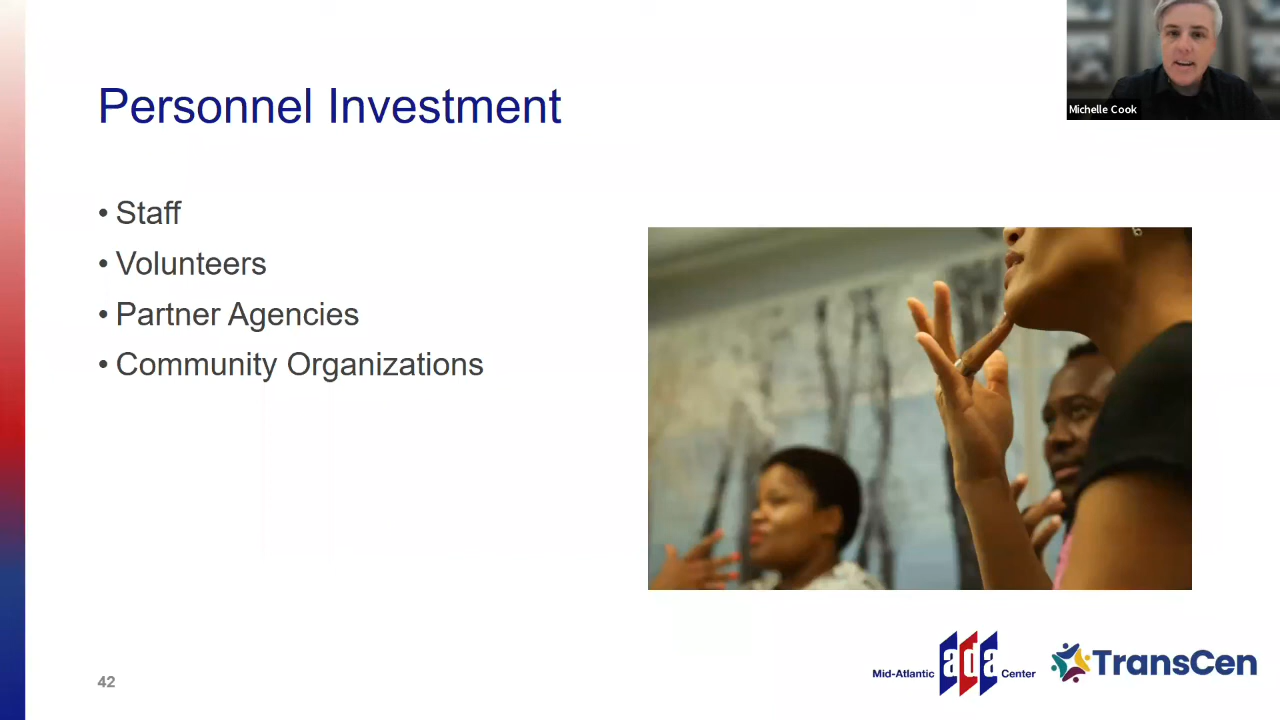 Personnel Investment
Michelle Cook
• Staff
• Volunteers
• Partner Agencies
• Community Organizations
42
Mid-Atlantic ada Center
TransCen